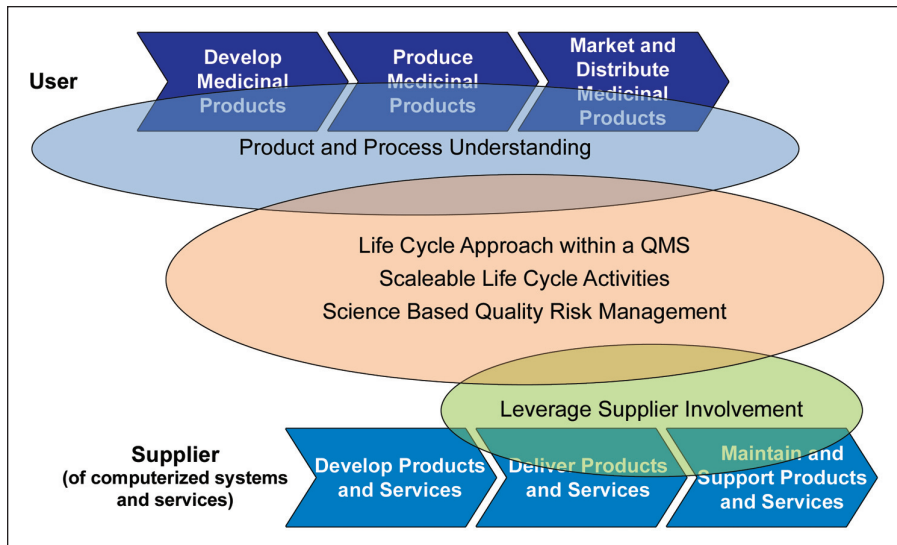 User
Develop
Medicinal
Products
Produce
Medicinal
Products
Market and
Distribute
Medicinal
Products
Product and Process Understanding
Life Cycle Approach within a QMS
Scaleable Life Cycle Activities
Science Based Quality Risk Management
Leverage Supplier Involvement
Supplier
(of computerized systems
and services)
Develop Products
and Services
Deliver Products
and Services
Maintain and
Support Products
and Services